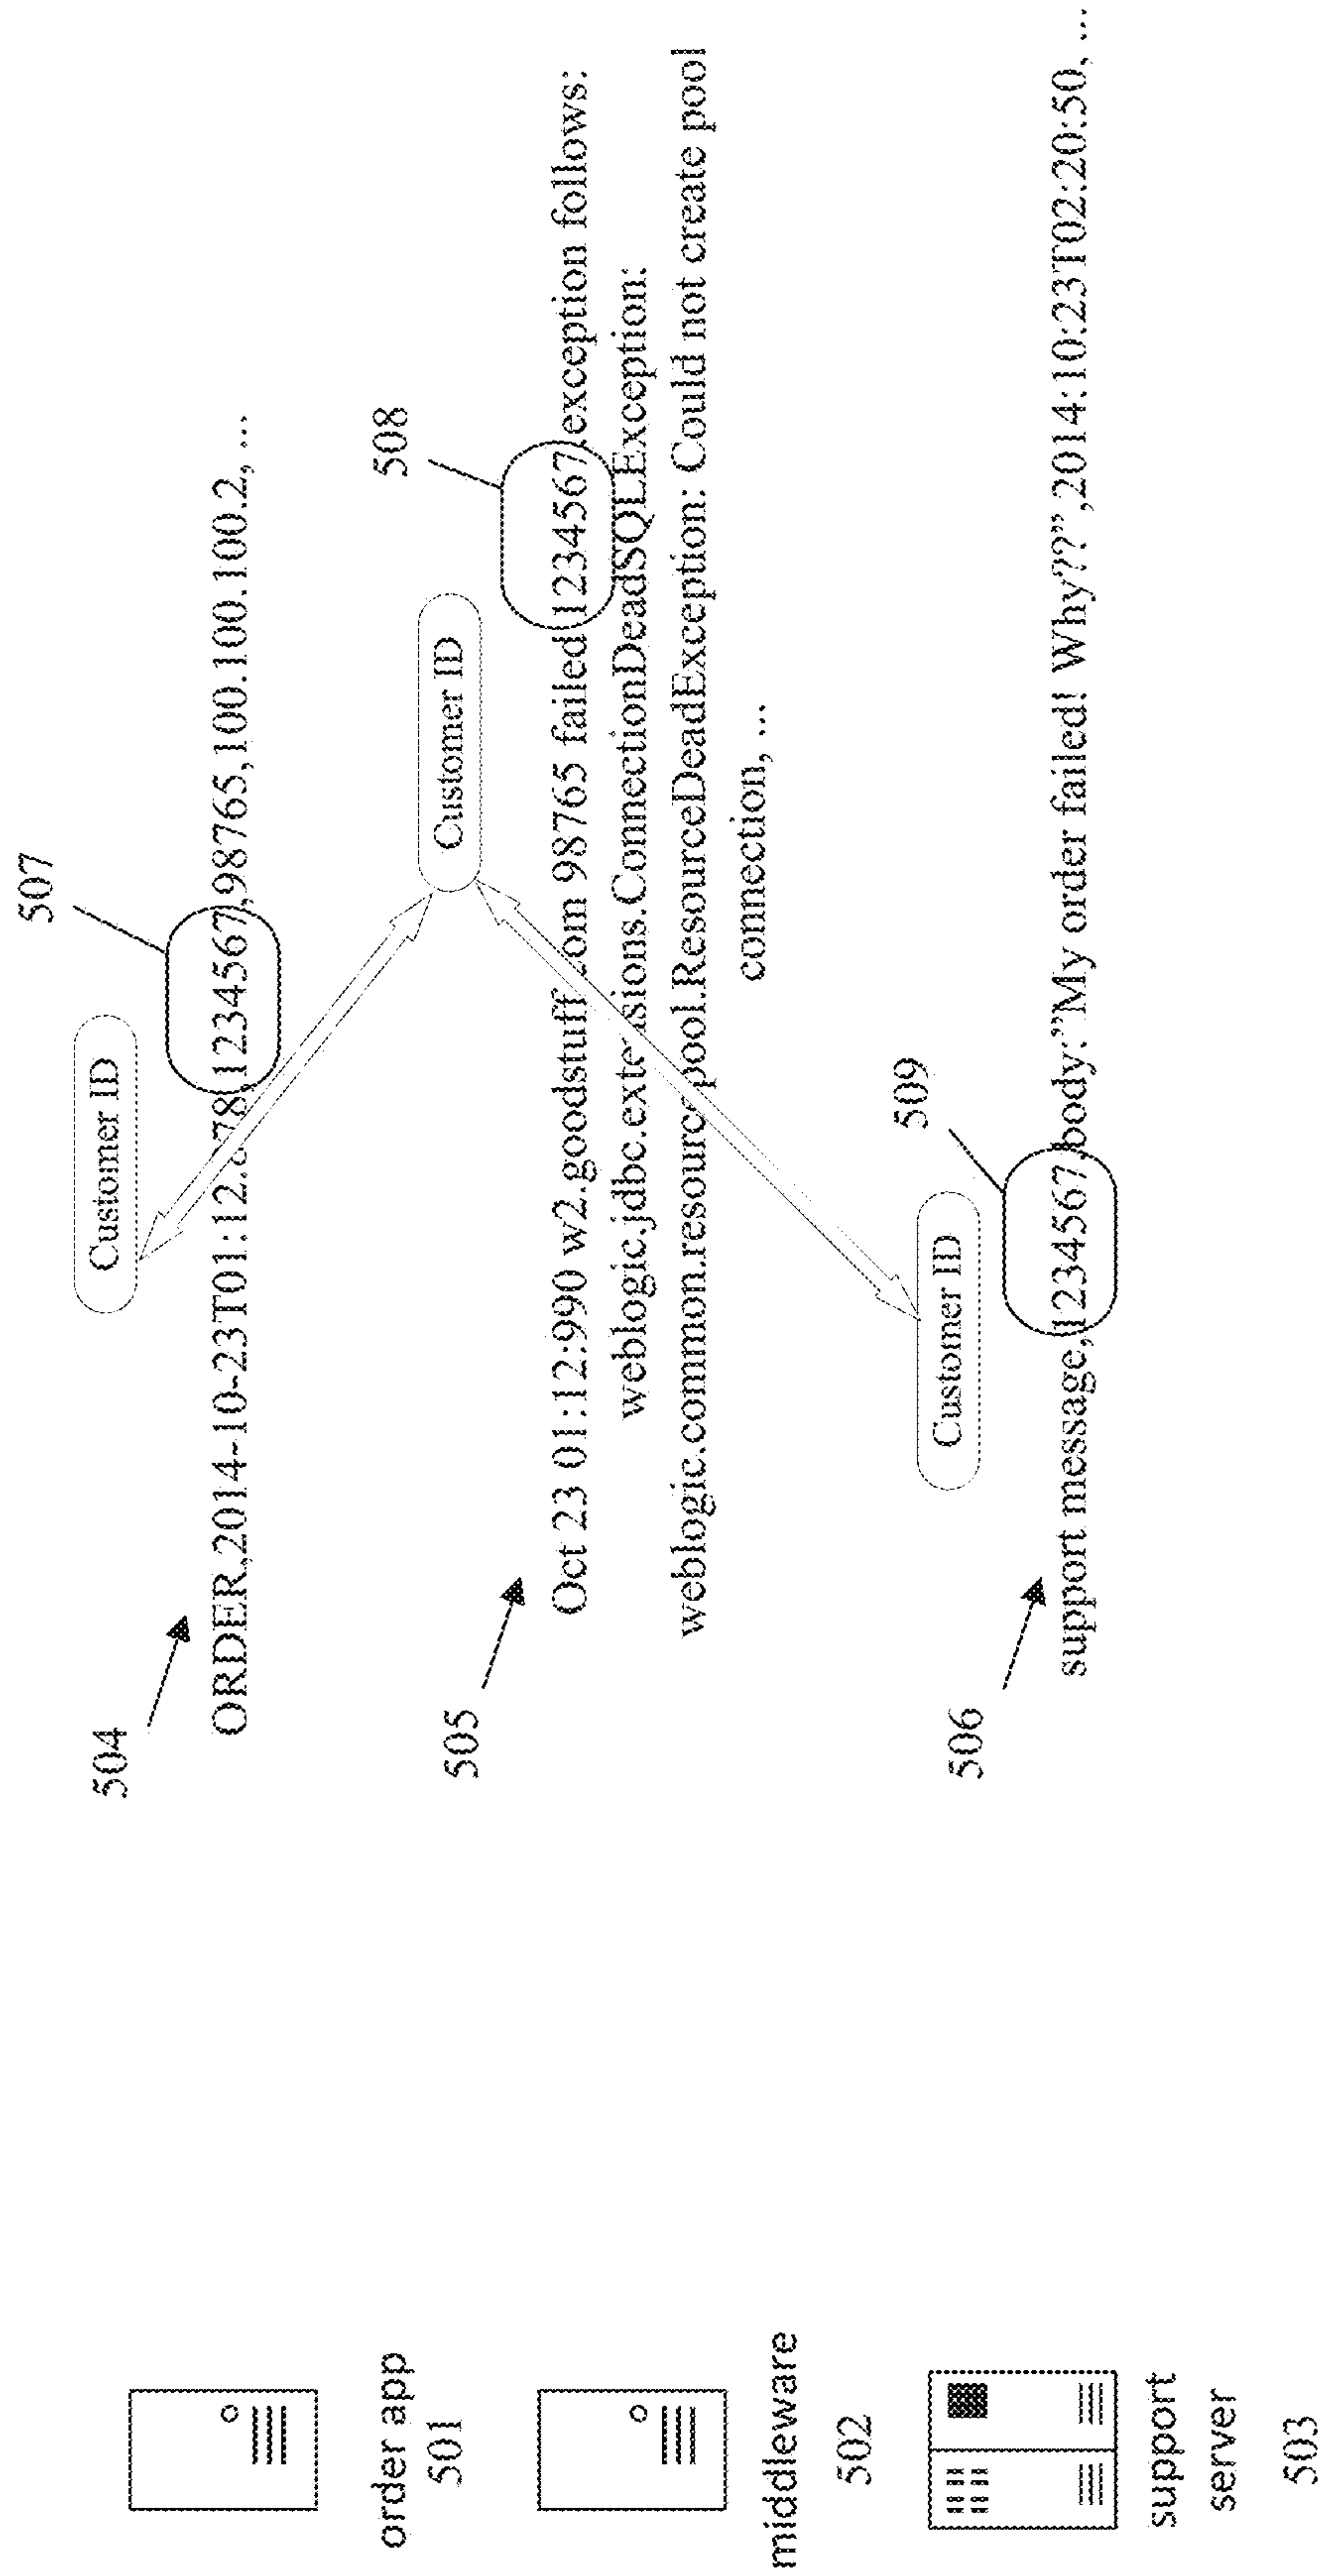 507
Customer ID
504
ORDER,2014-10-23T01:12.878,1234567,98765,100.100.100.2, ...
order app
501
508
Customer ID
505
Oct 23 01:12:990 w2.goodstuff.com 98765 failed 1234567.exception follows:
weblogic.jdbc.extensions.ConnectionDeadSQLException:
weblogic.common.resourcepool.ResourceDeadException: Could not create pool
connection, ...
middleware
502
509
Customer ID
506
support message,1234567,body:”My order failed! Why??”,2014:10:23T02:20:50, ...
support
server
503